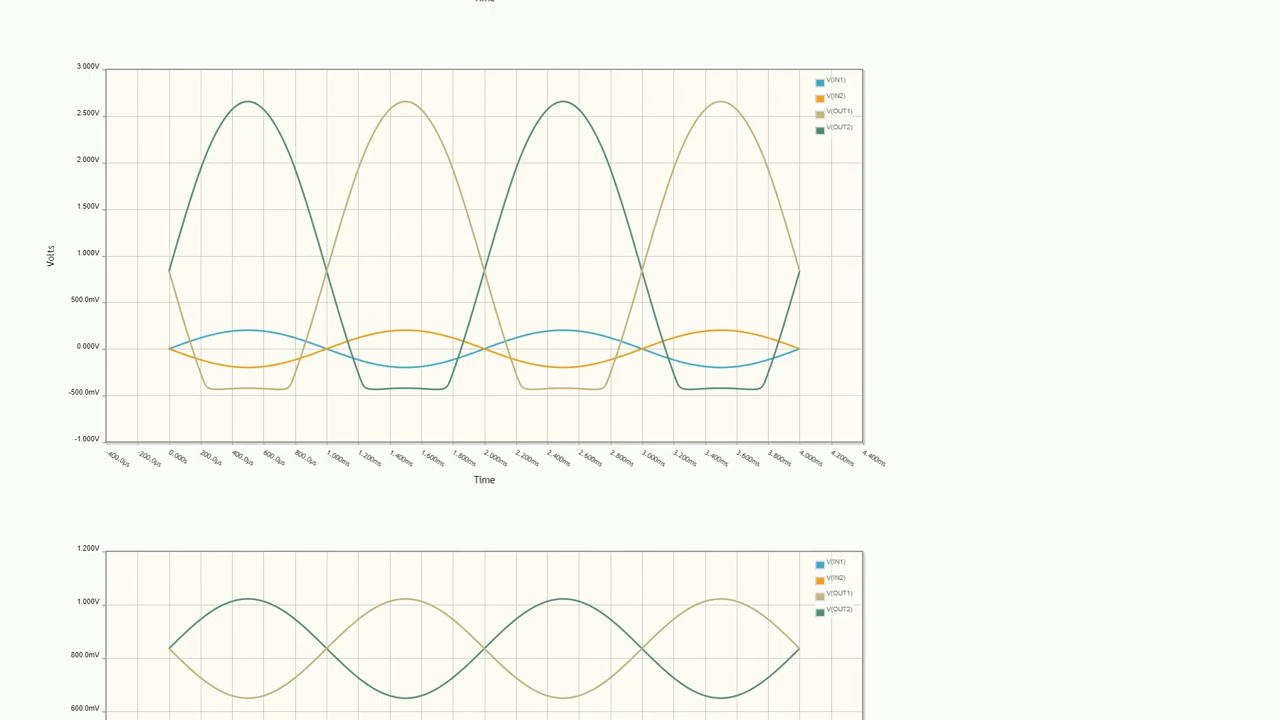 Time
3.000V
2.500V
2.000V
1.500V
1.000V
500.0mV
0.000V
-500.0mV
-1.000V
Volts
V(IN1)
V(IN2)
V(OUT1)
V(OUT2)
-400.0µs -200.0µs 0.000s 200.0µs 400.0µs 600.0µs 800.0µs 1.000ms 1.200ms 1.400ms 1.600ms 1.800ms 2.000ms 2.200ms 2.400ms 2.600ms 2.800ms 3.000ms 3.200ms 3.400ms 3.600ms 3.800ms 4.000ms 4.200ms 4.400ms
Time
1.200V
1.000V
800.0mV
600.0mV
V(IN1)
V(IN2)
V(OUT1)
V(OUT2)